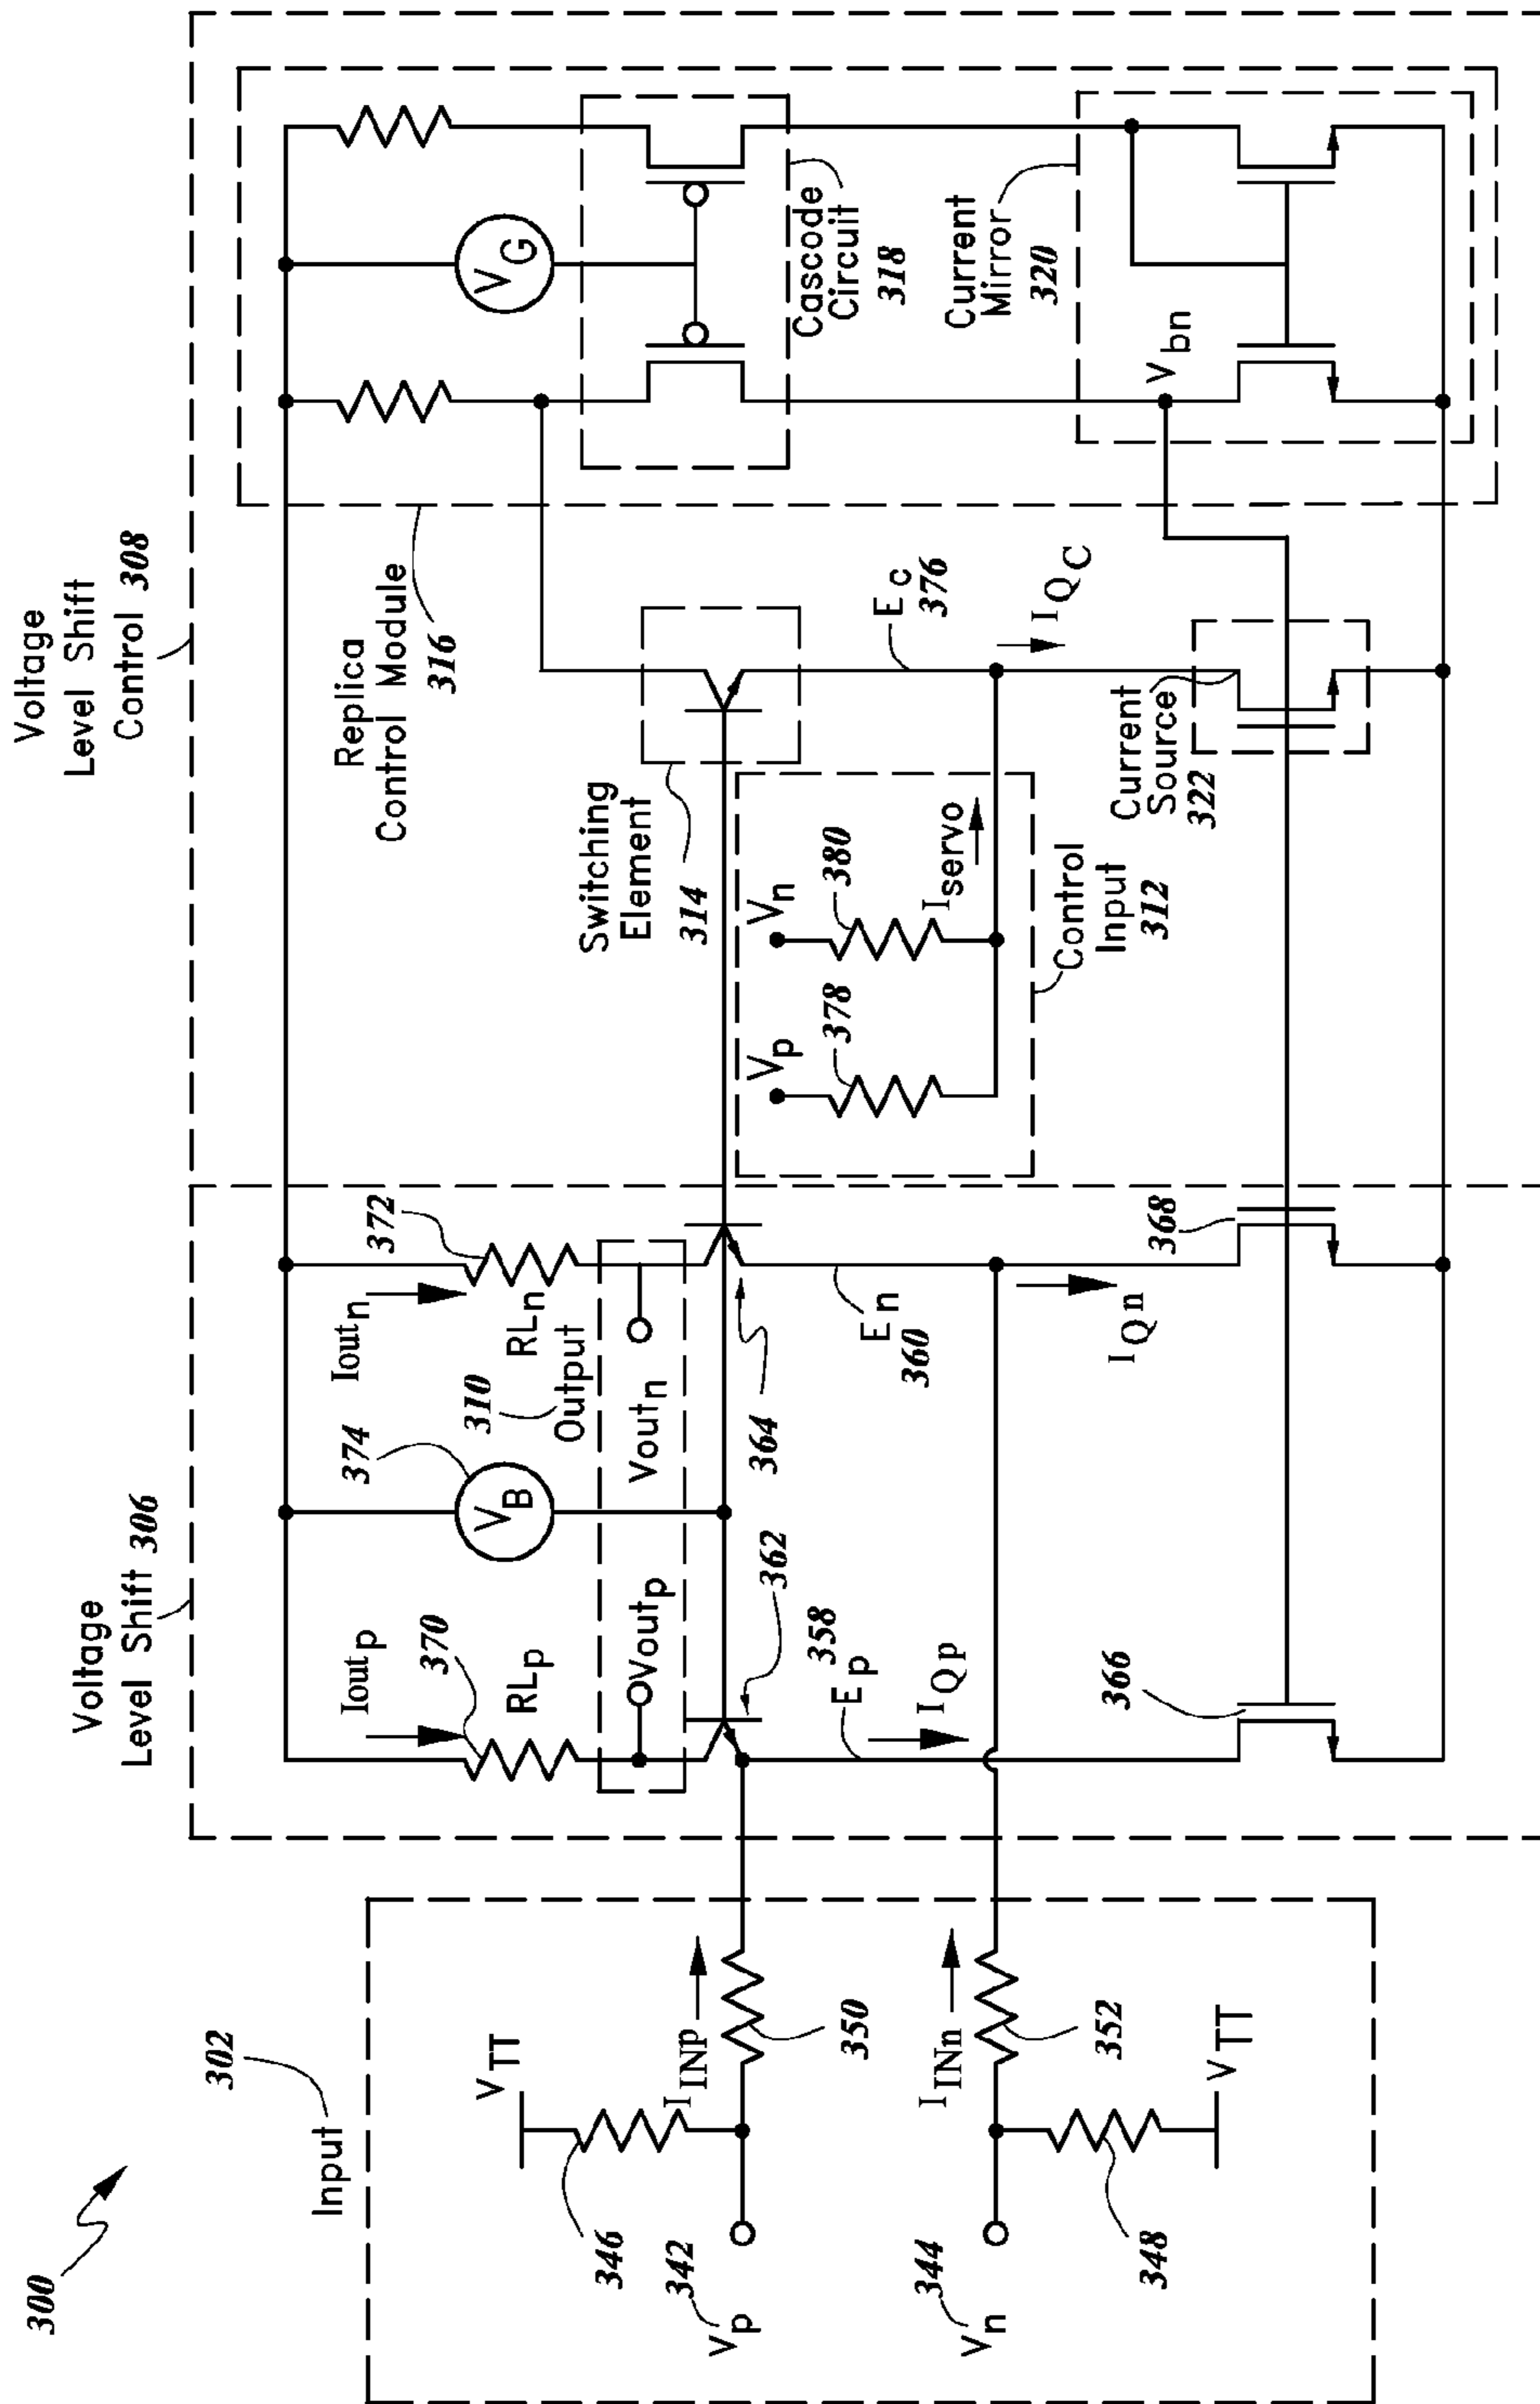 300
Input
302
V_TT
346
342
V_p
I_INp
350
344
V_n
I_INn
352
348
V_TT
Voltage
Level Shift 306
Iout_p
370
RL_p
374
V_B
Iout_n
372
RL_n
310
Output
Vout_p
Vout_n
362
364
E_p
358
I_Qp
E_n
360
I_Qn
366
368
Voltage
Level Shift
Control 308
Replica
Control Module
316
Switching
Element
314
V_p
378
V_n
380
I_servo
Control
Input
312
E_c
376
I_QC
Current
Source
322
V_G
Cascode
Circuit
318
Current
Mirror
320
V_bn